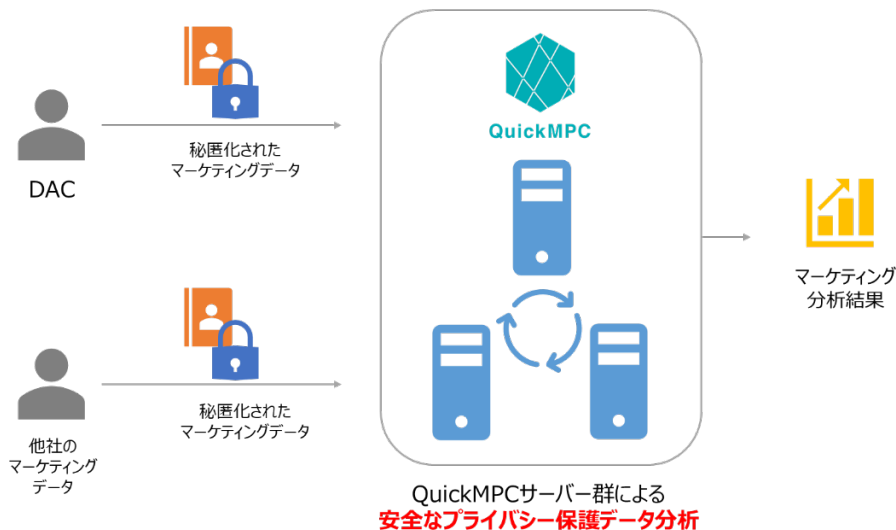 DAC
秘匿化された
マーケティングデータ
他社の
マーケティング
データ
秘匿化された
マーケティングデータ
QuickMPC
QuickMPCサーバー群による
安全なプライバシー保護データ分析
マーケティング
分析結果